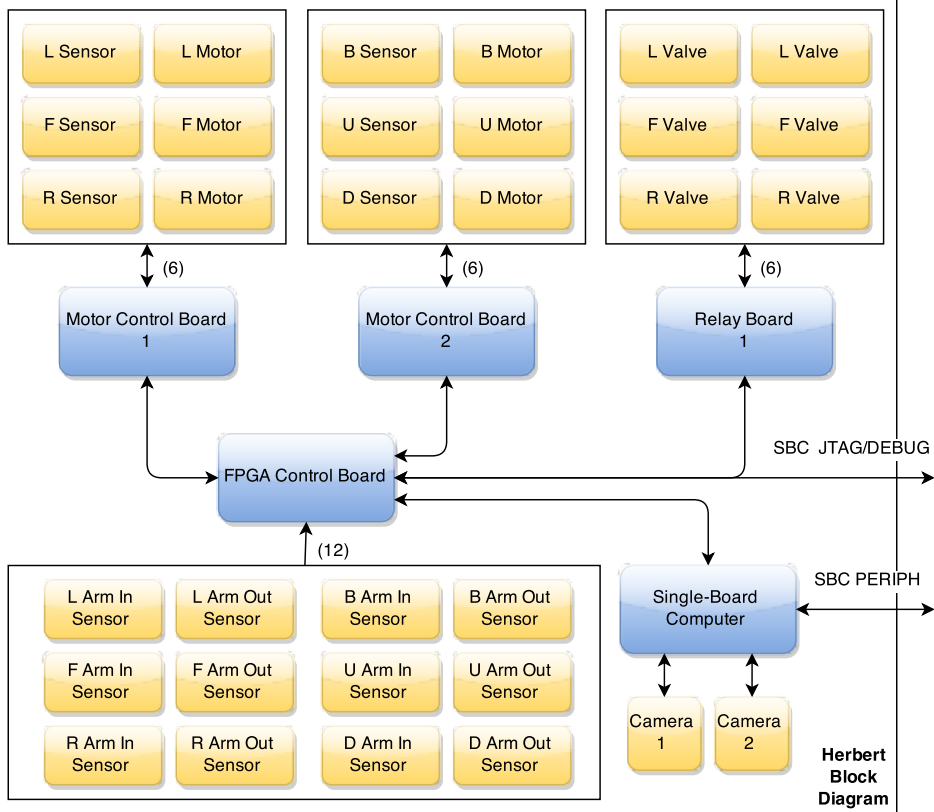 L Sensor
L Motor
B Sensor
B Motor
L Valve
L Valve
F Sensor
F Motor
U Sensor
U Motor
F Valve
F Valve
R Sensor
R Motor
D Sensor
D Motor
R Valve
R Valve
(6)
(6)
(6)
Motor Control Board
1
Motor Control Board
2
Relay Board
1
SBC JTAG/DEBUG
FPGA Control Board
(12)
SBC PERIPH
L Arm In
Sensor
L Arm Out
Sensor
B Arm In
Sensor
B Arm Out
Sensor
Single-Board
Computer
F Arm In
Sensor
F Arm Out
Sensor
U Arm In
Sensor
U Arm Out
Sensor
R Arm In
Sensor
R Arm Out
Sensor
D Arm In
Sensor
D Arm Out
Sensor
Camera
1
Camera
2
Herbert
Block
Diagram